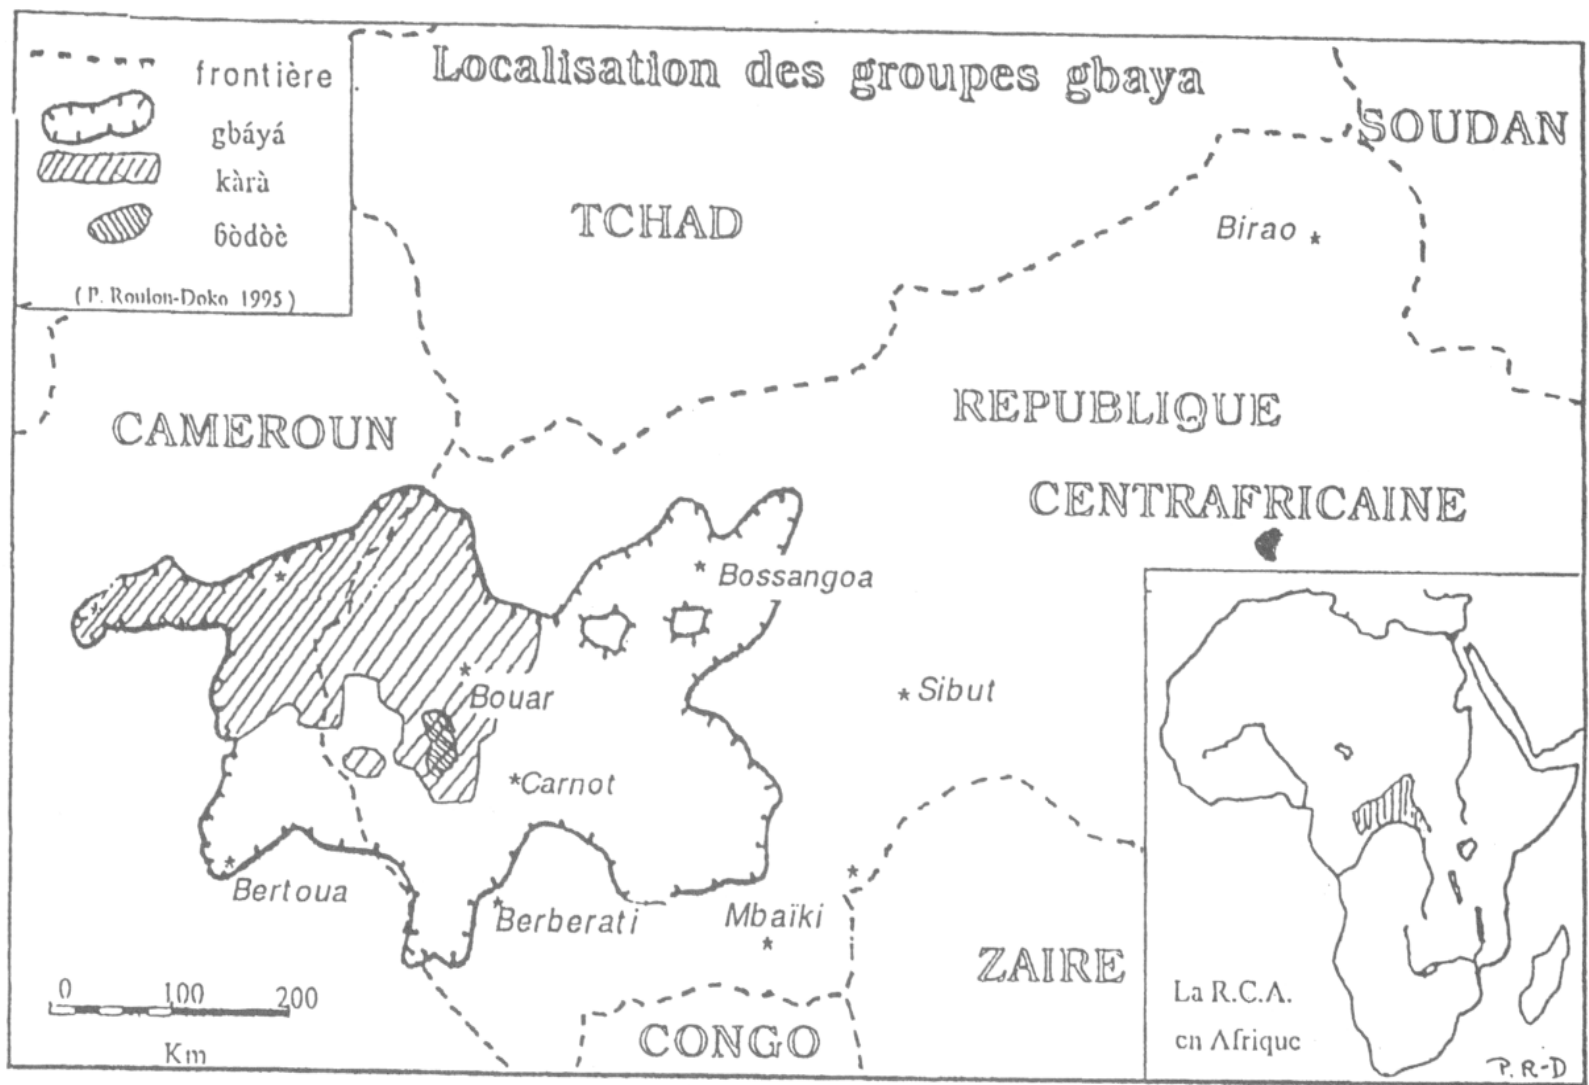 Localisation des groupes gbaya
frontière
gbáyá
kàrà
ɓòdòè
(P. Roulon-Doko 1995)
SOUDAN
TCHAD
Birao
CAMEROUN
REPUBLIQUE
CENTRAFRICAINE
Bossangoa
Bouar
Sibut
Carnot
Bertoua
Berberati
Mbaïki
ZAIRE
CONGO
0 100 200
Km
La R.C.A.
en Afrique
P. R-D